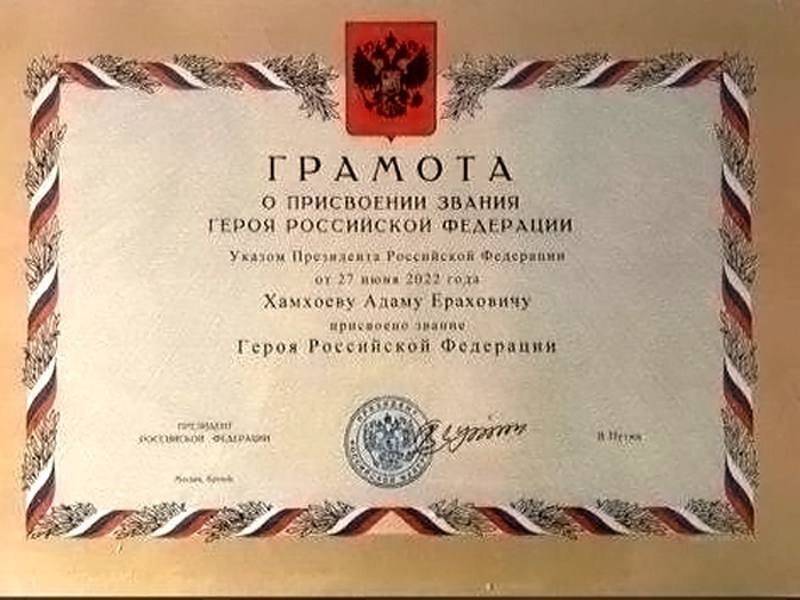 ГРАМОТА
О ПРИСВОЕНИИ ЗВАНИЯ
ГЕРОЯ РОССИЙСКОЙ ФЕДЕРАЦИИ
Указом Президента Российской Федерации
от 27 июня 2022 года
Хамхоеву Адаму Ераховичу
присвоено звание
Героя Российской Федерации
ПРЕЗИДЕНТ
РОССИЙСКОЙ ФЕДЕРАЦИИ
В Путин
Москва, Кремль